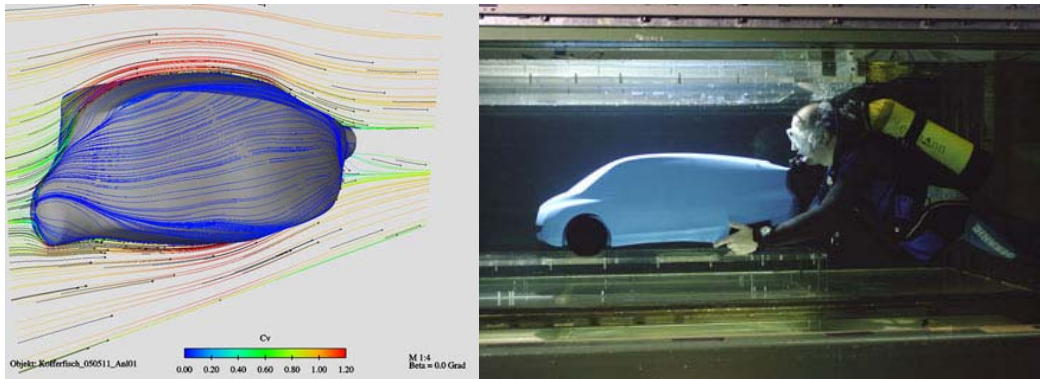 Cv
Objekt: Kofferfisch_050511_Anl01
0.00 0.20 0.40 0.60 0.80 1.00 1.20
M 1:4
Beta = 0.0 Grad